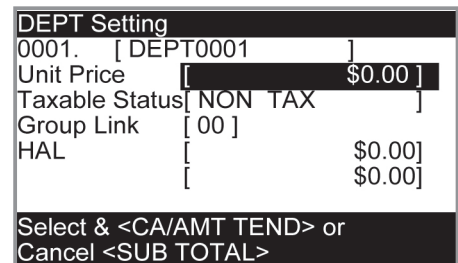 DEPT Setting
0001. [ DEPT0001 ]
Unit Price [ $0.00 ]
Taxable Status[ NON TAX ]
Group Link [ 00 ]
HAL [ $0.00]
[ $0.00]
Select & <CA/AMT TEND> or
Cancel <SUB TOTAL>